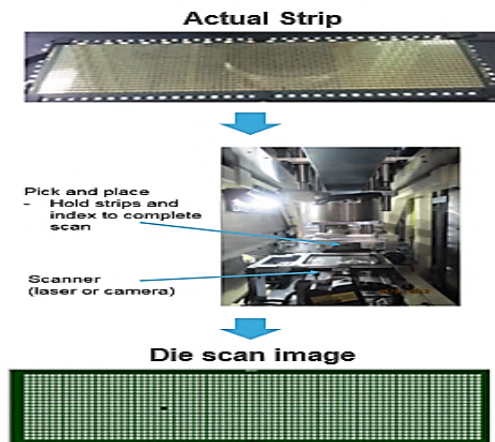 Actual Strip
Pick and place
- Hold strips and
index to complete
scan
Scanner
(laser or camera)
Die scan image